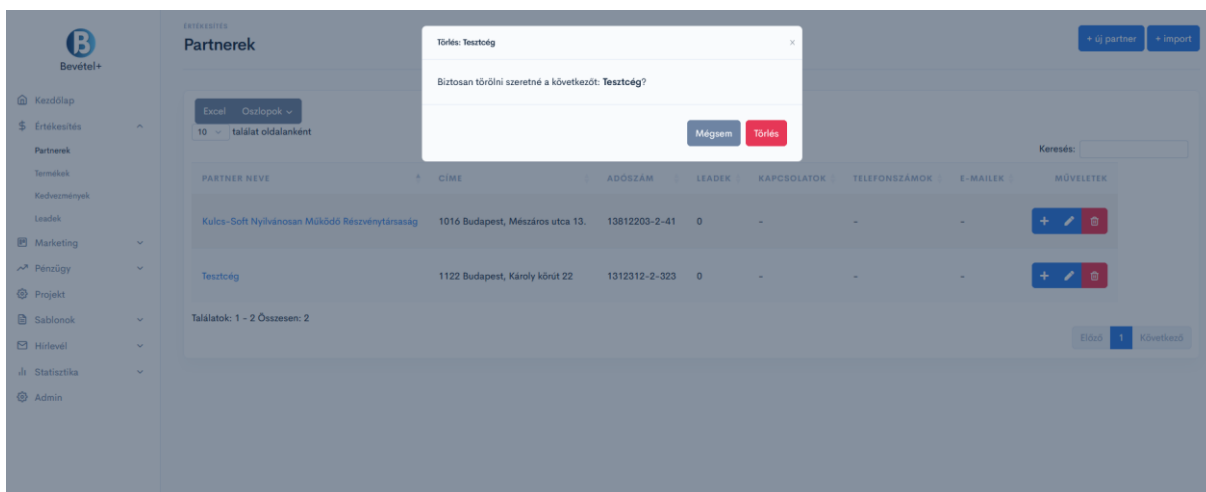 Bevétel+
Kezdőlap
Értékesítés
Partnerek
Termékek
Kedvezmények
Leadek
Marketing
Pénzügy
Projekt
Sablonok
Hírlevél
Statisztika
Admin
ÉRTÉKESÍTÉS
Partnerek
+ új partner + import
Törlés: Tesztcég ×
Biztosan törölni szeretné a következőt: Tesztcég?
Mégsem Törlés
Excel Oszlopok
10 találat oldalanként
Keresés:
PARTNER NEVE CÍME ADÓSZÁM LEADEK KAPCSOLATOK TELEFONSZÁMOK E-MAILEK MŰVELETEK
Kulcs-Soft Nyilvánosan Működő Részvénytársaság 1016 Budapest, Mészáros utca 13. 13812203-2-41 0 - - -
Tesztcég 1122 Budapest, Károly körút 22 1312312-2-323 0 - - -
Találatok: 1 - 2 Összesen: 2
Előző 1 Következő